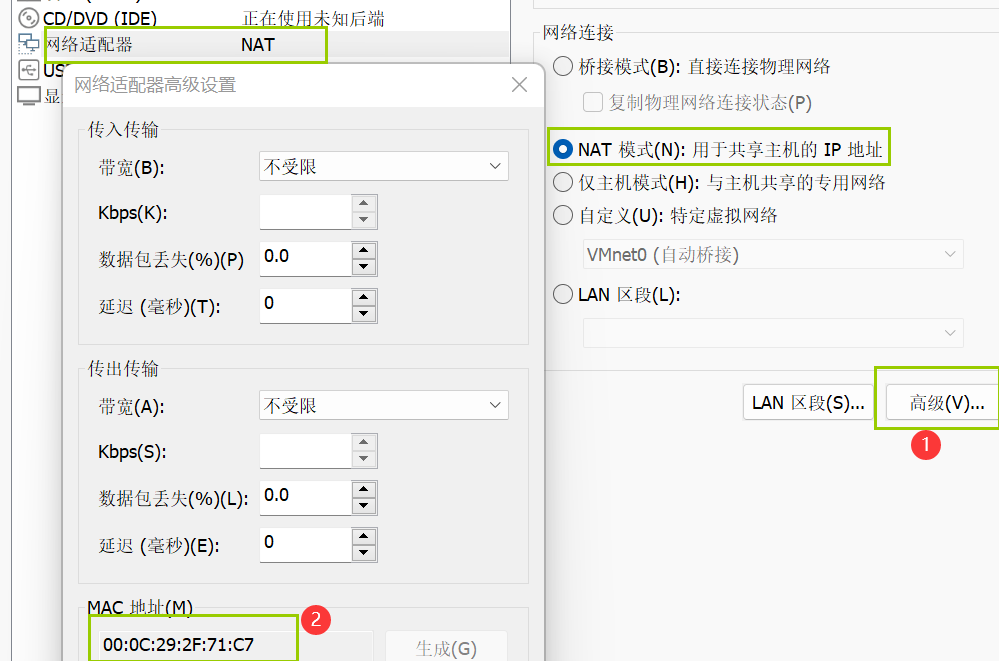 CD/DVD (IDE) 正在使用未知后端
网络适配器 NAT
US
显
网络适配器高级设置
传入传输
带宽(B): 不受限
Kbps(K):
数据包丢失(%)(P) 0.0
延迟 (毫秒)(T): 0
传出传输
带宽(A): 不受限
Kbps(S):
数据包丢失(%)(L): 0.0
延迟 (毫秒)(E): 0
MAC 地址(M)
00:0C:29:2F:71:C7
2
生成(G)
网络连接
桥接模式(B): 直接连接物理网络
复制物理网络连接状态(P)
NAT 模式(N): 用于共享主机的 IP 地址
仅主机模式(H): 与主机共享的专用网络
自定义(U): 特定虚拟网络
VMnet0 (自动桥接)
LAN 区段(L):
LAN 区段(S)... 高级(V)...
1